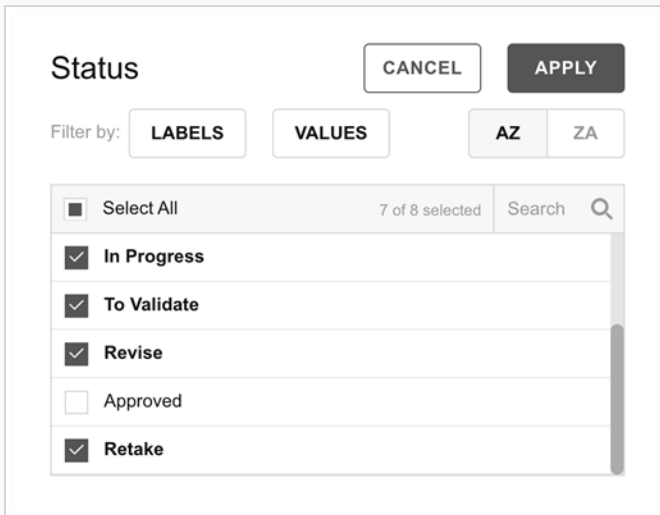 Status CANCEL APPLY
Filter by: LABELS VALUES AZ ZA
Select All 7 of 8 selected Search
In Progress
To Validate
Revise
Approved
Retake